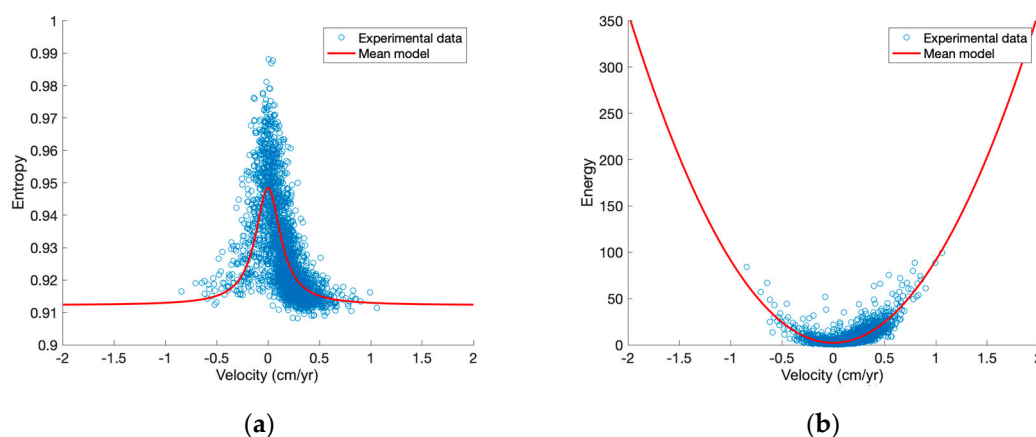 1
0.99
0.98
0.97
0.96
0.95
0.94
0.93
0.92
0.91
0.9
Entropy
-2 -1.5 -1 -0.5 0 0.5 1 1.5 2
Velocity (cm/yr)
Experimental data
Mean model
(a)
350
300
250
200
150
100
50
0
Energy
-2 -1.5 -1 -0.5 0 0.5 1 1.5 2
Velocity (cm/yr)
Experimental data
Mean model
(b)